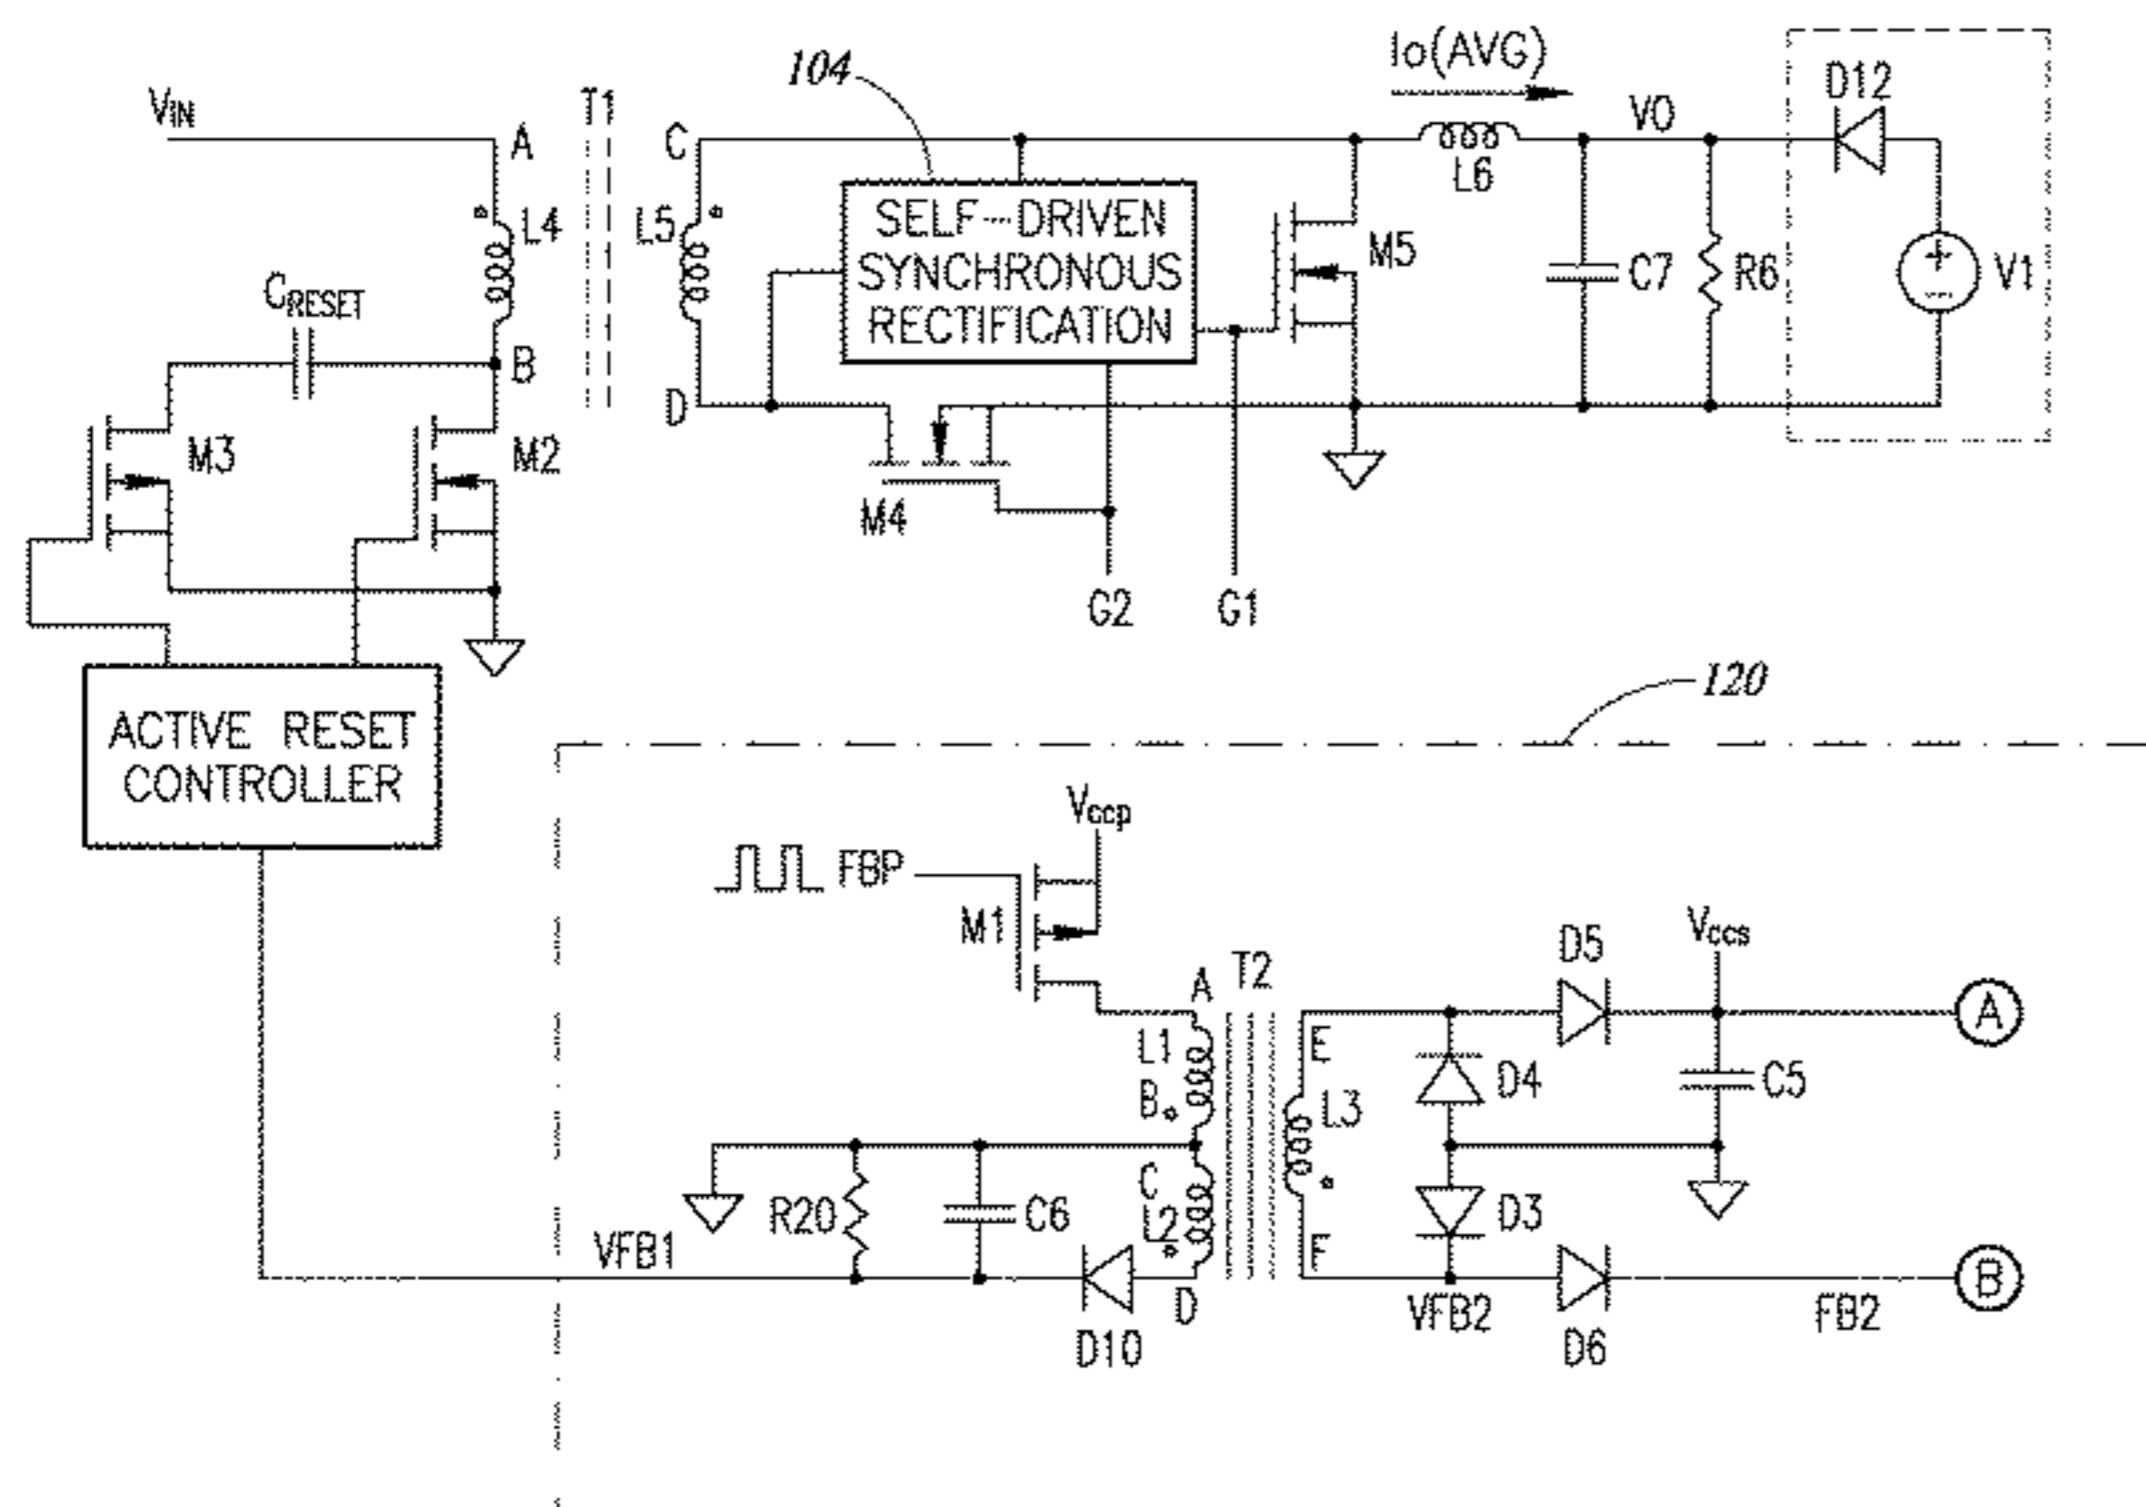 Io(AVG)
104
VIN
T1
VO
D12
A
C
L4
L5
SELF-DRIVEN
SYNCHRONOUS
RECTIFICATION
M5
L6
C7
R6
V1
CRESET
B
D
M3
M2
M4
G2
G1
ACTIVE RESET
CONTROLLER
120
Vccp
FBP
M1
A
T2
D5
Vccs
A
L1
B
E
L3
D4
C5
R20
C6
C
L2
D3
VFB1
D10
D
F
VFB2
D6
FB2
B